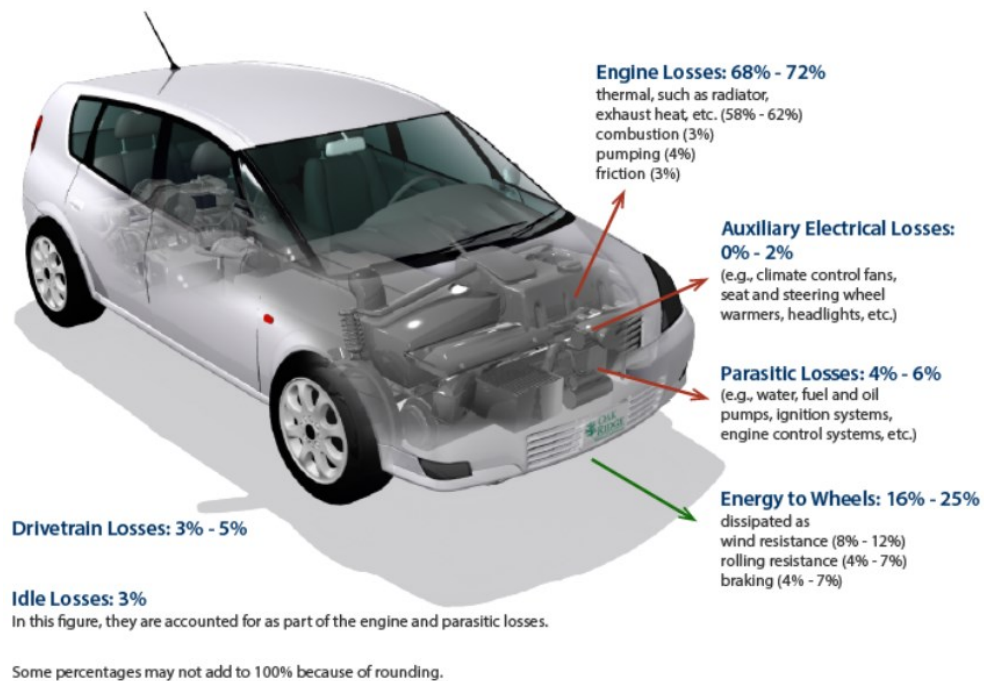 Engine Losses: 68% - 72%
thermal, such as radiator,
exhaust heat, etc. (58% - 62%)
combustion (3%)
pumping (4%)
friction (3%)
Auxiliary Electrical Losses:
0% - 2%
(e.g., climate control fans,
seat and steering wheel
warmers, headlights, etc.)
Parasitic Losses: 4% - 6%
(e.g., water, fuel and oil
pumps, ignition systems,
engine control systems, etc.)
OAK
RIDGE
Energy to Wheels: 16% - 25%
dissipated as
wind resistance (8% - 12%)
rolling resistance (4% - 7%)
braking (4% - 7%)
Drivetrain Losses: 3% - 5%
Idle Losses: 3%
In this figure, they are accounted for as part of the engine and parasitic losses.
Some percentages may not add to 100% because of rounding.